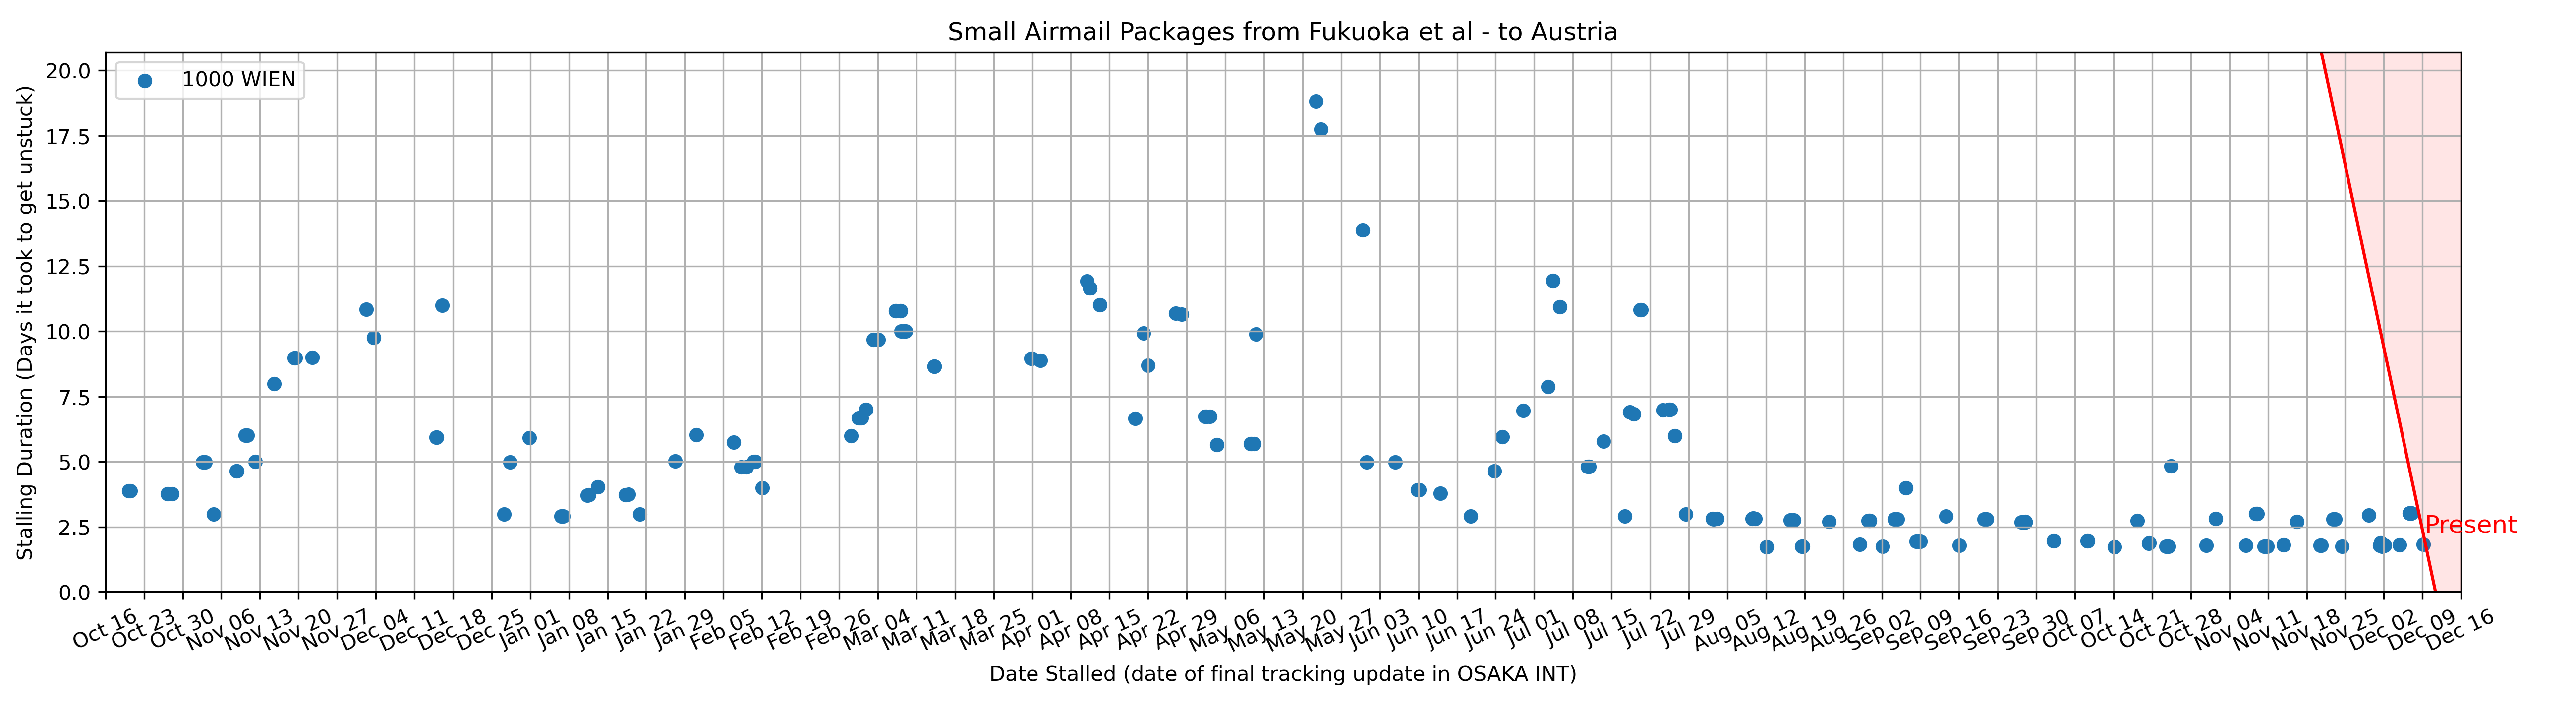 Small Airmail Packages from Fukuoka et al - to Austria
1000 WIEN
Stalling Duration (Days it took to get unstuck)
20.0
17.5
15.0
12.5
10.0
7.5
5.0
2.5
0.0
Present
Oct 16 Oct 23 Oct 30 Nov 06 Nov 13 Nov 20 Nov 27 Dec 04 Dec 11 Dec 18 Dec 25 Jan 01 Jan 08 Jan 15 Jan 22 Jan 29 Feb 05 Feb 12 Feb 19 Feb 26 Mar 04 Mar 11 Mar 18 Mar 25 Apr 01 Apr 08 Apr 15 Apr 22 Apr 29 May 06 May 13 May 20 May 27 Jun 03 Jun 10 Jun 17 Jun 24 Jul 01 Jul 08 Jul 15 Jul 22 Jul 29 Aug 05 Aug 12 Aug 19 Aug 26 Sep 02 Sep 09 Sep 16 Sep 23 Sep 30 Oct 07 Oct 14 Oct 21 Oct 28 Nov 04 Nov 11 Nov 18 Nov 25 Dec 02 Dec 09 Dec 16
Date Stalled (date of final tracking update in OSAKA INT)